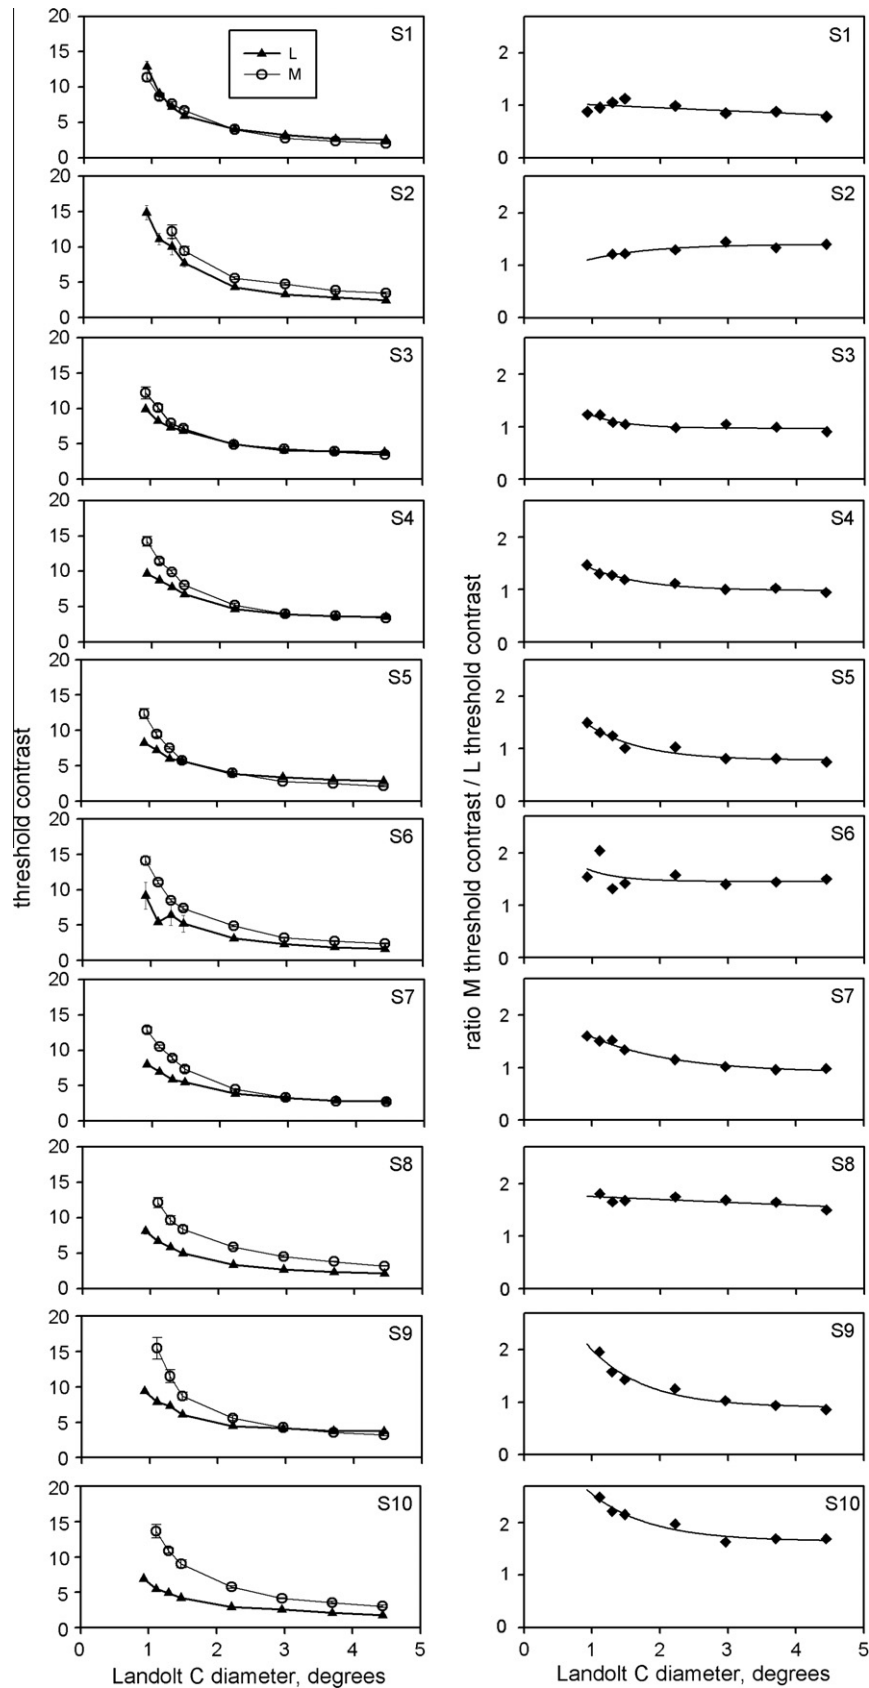 20
15
10
5
0
S1
L
M
2
1
0
S1
20
15
10
5
0
S2
2
1
0
S2
20
15
10
5
0
S3
2
1
0
S3
20
15
10
5
0
S4
2
1
0
S4
20
15
10
5
0
S5
2
1
0
S5
20
15
10
5
0
S6
2
1
0
S6
20
15
10
5
0
S7
2
1
0
S7
20
15
10
5
0
S8
2
1
0
S8
20
15
10
5
0
S9
2
1
0
S9
20
15
10
5
0
S10
2
1
0
S10
threshold contrast
ratio M threshold contrast / L threshold contrast
0 1 2 3 4 5
Landolt C diameter, degrees
0 1 2 3 4 5
Landolt C diameter, degrees